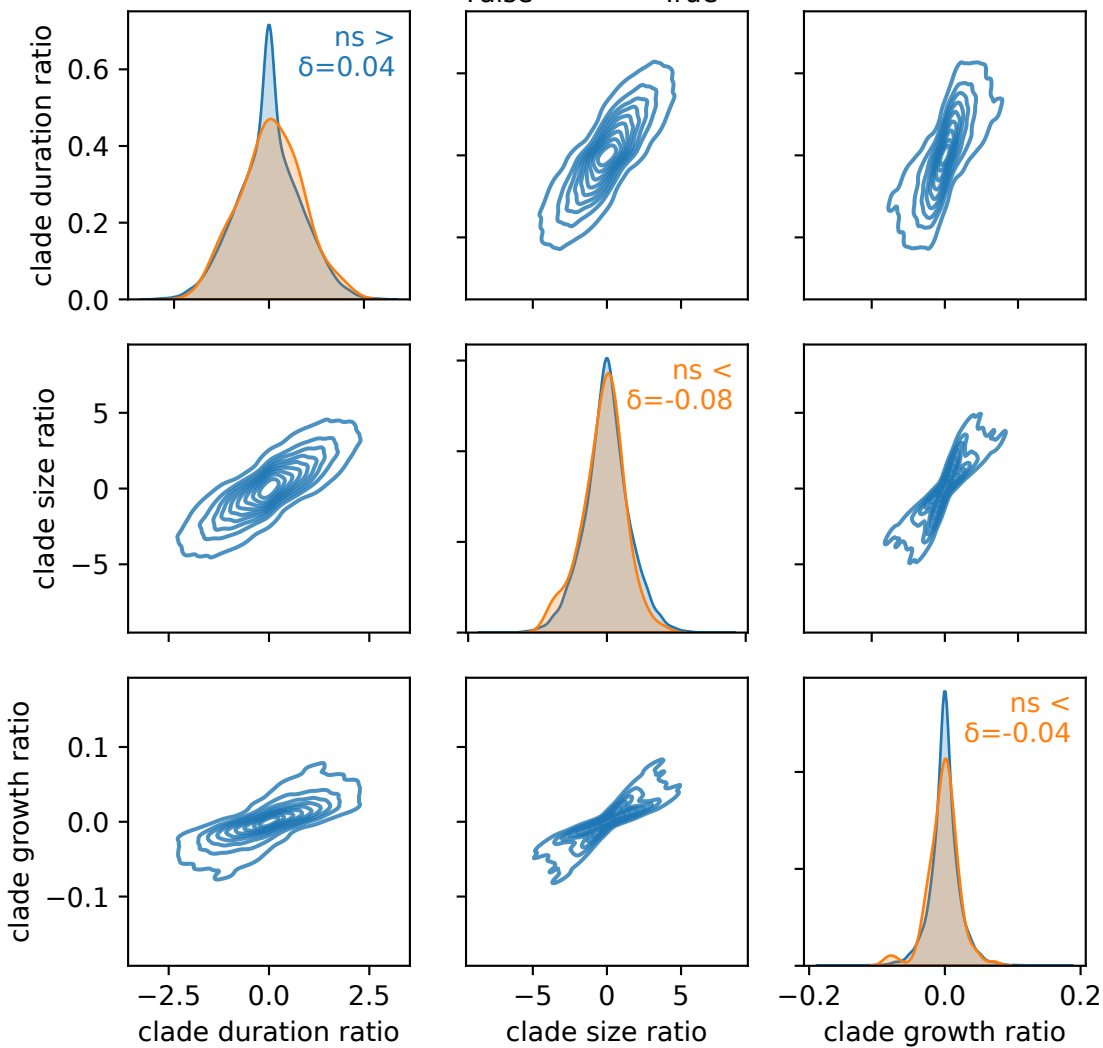 clade duration ratio
0.6
0.4
0.2
0.0
ns >
δ=0.04
−5
0
5
clade size ratio
5
0
−5
ns <
δ=-0.08
clade growth ratio
0.1
0.0
−0.1
ns <
δ=-0.04
−2.5
0.0
2.5
−5
0
5
−0.2
0.0
0.2
clade duration ratio
clade size ratio
clade growth ratio